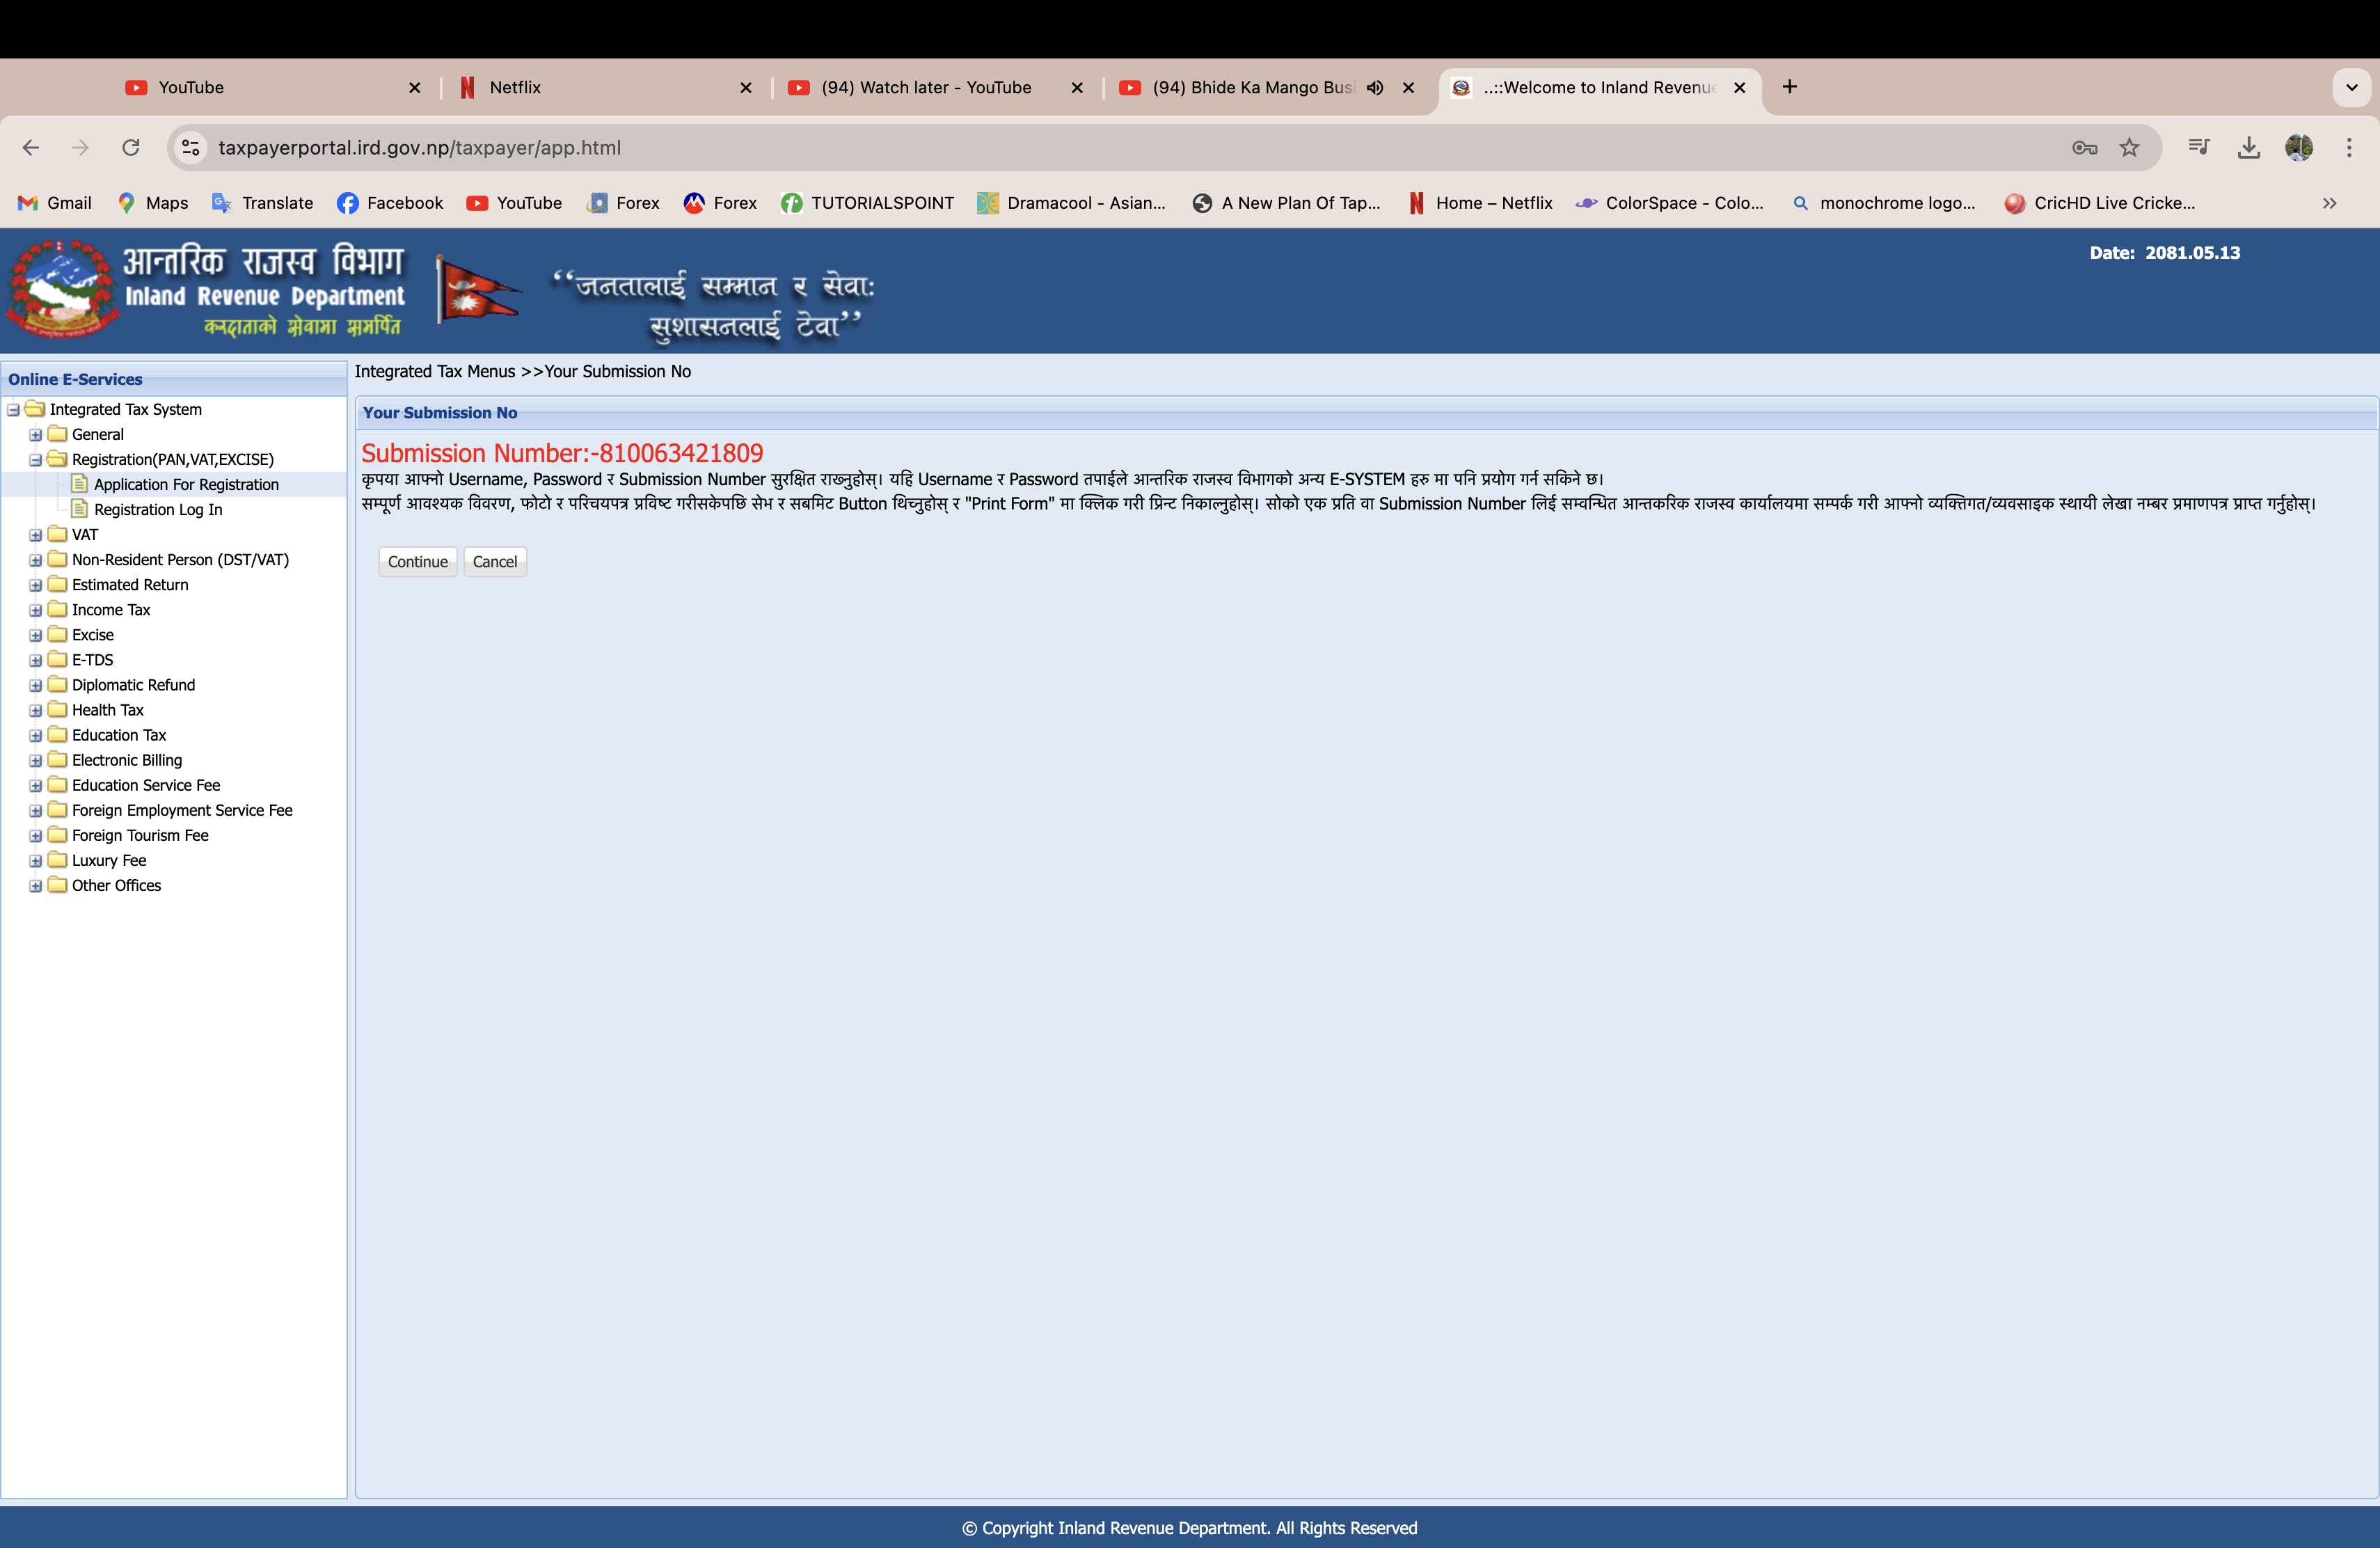 YouTube
Netflix
(94) Watch later - YouTube
(94) Bhide Ka Mango Bus
..::Welcome to Inland Revenue
taxpayerportal.ird.gov.np/taxpayer/app.html
Gmail
Maps
Translate
Facebook
YouTube
Forex
Forex
TUTORIALSPOINT
Dramacool - Asian...
A New Plan Of Tap...
Home – Netflix
ColorSpace - Colo...
monochrome logo...
CricHD Live Cricke...
आन्तरिक राजस्व विभाग
Inland Revenue Department
करदाताको सेवामा समर्पित
“जनतालाई सम्मान र सेवा:
सुशासनलाई टेवा”
Date: 2081.05.13
Online E-Services
Integrated Tax System
General
Registration(PAN,VAT,EXCISE)
Application For Registration
Registration Log In
VAT
Non-Resident Person (DST/VAT)
Estimated Return
Income Tax
Excise
E-TDS
Diplomatic Refund
Health Tax
Education Tax
Electronic Billing
Education Service Fee
Foreign Employment Service Fee
Foreign Tourism Fee
Luxury Fee
Other Offices
Integrated Tax Menus >>Your Submission No
Your Submission No
Submission Number:-810063421809
कृपया आफ्नो Username, Password र Submission Number सुरक्षित राख्नुहोस्। यहि Username र Password तपाईले आन्तरिक राजस्व विभागको अन्य E-SYSTEM हरु मा पनि प्रयोग गर्न सकिने छ।
सम्पूर्ण आवश्यक विवरण, फोटो र परिचयपत्र प्रविष्ट गरीसकेपछि सेभ र सबमिट Button थिच्नुहोस् र "Print Form" मा क्लिक गरी प्रिन्ट निकाल्नुहोस्। सोको एक प्रति वा Submission Number लिई सम्वन्धित आन्तकरिक राजस्व कार्यालयमा सम्पर्क गरी आफ्नो व्यक्तिगत/व्यवसाइक स्थायी लेखा नम्बर प्रमाणपत्र प्राप्त गर्नुहोस्।
Continue
Cancel
© Copyright Inland Revenue Department. All Rights Reserved